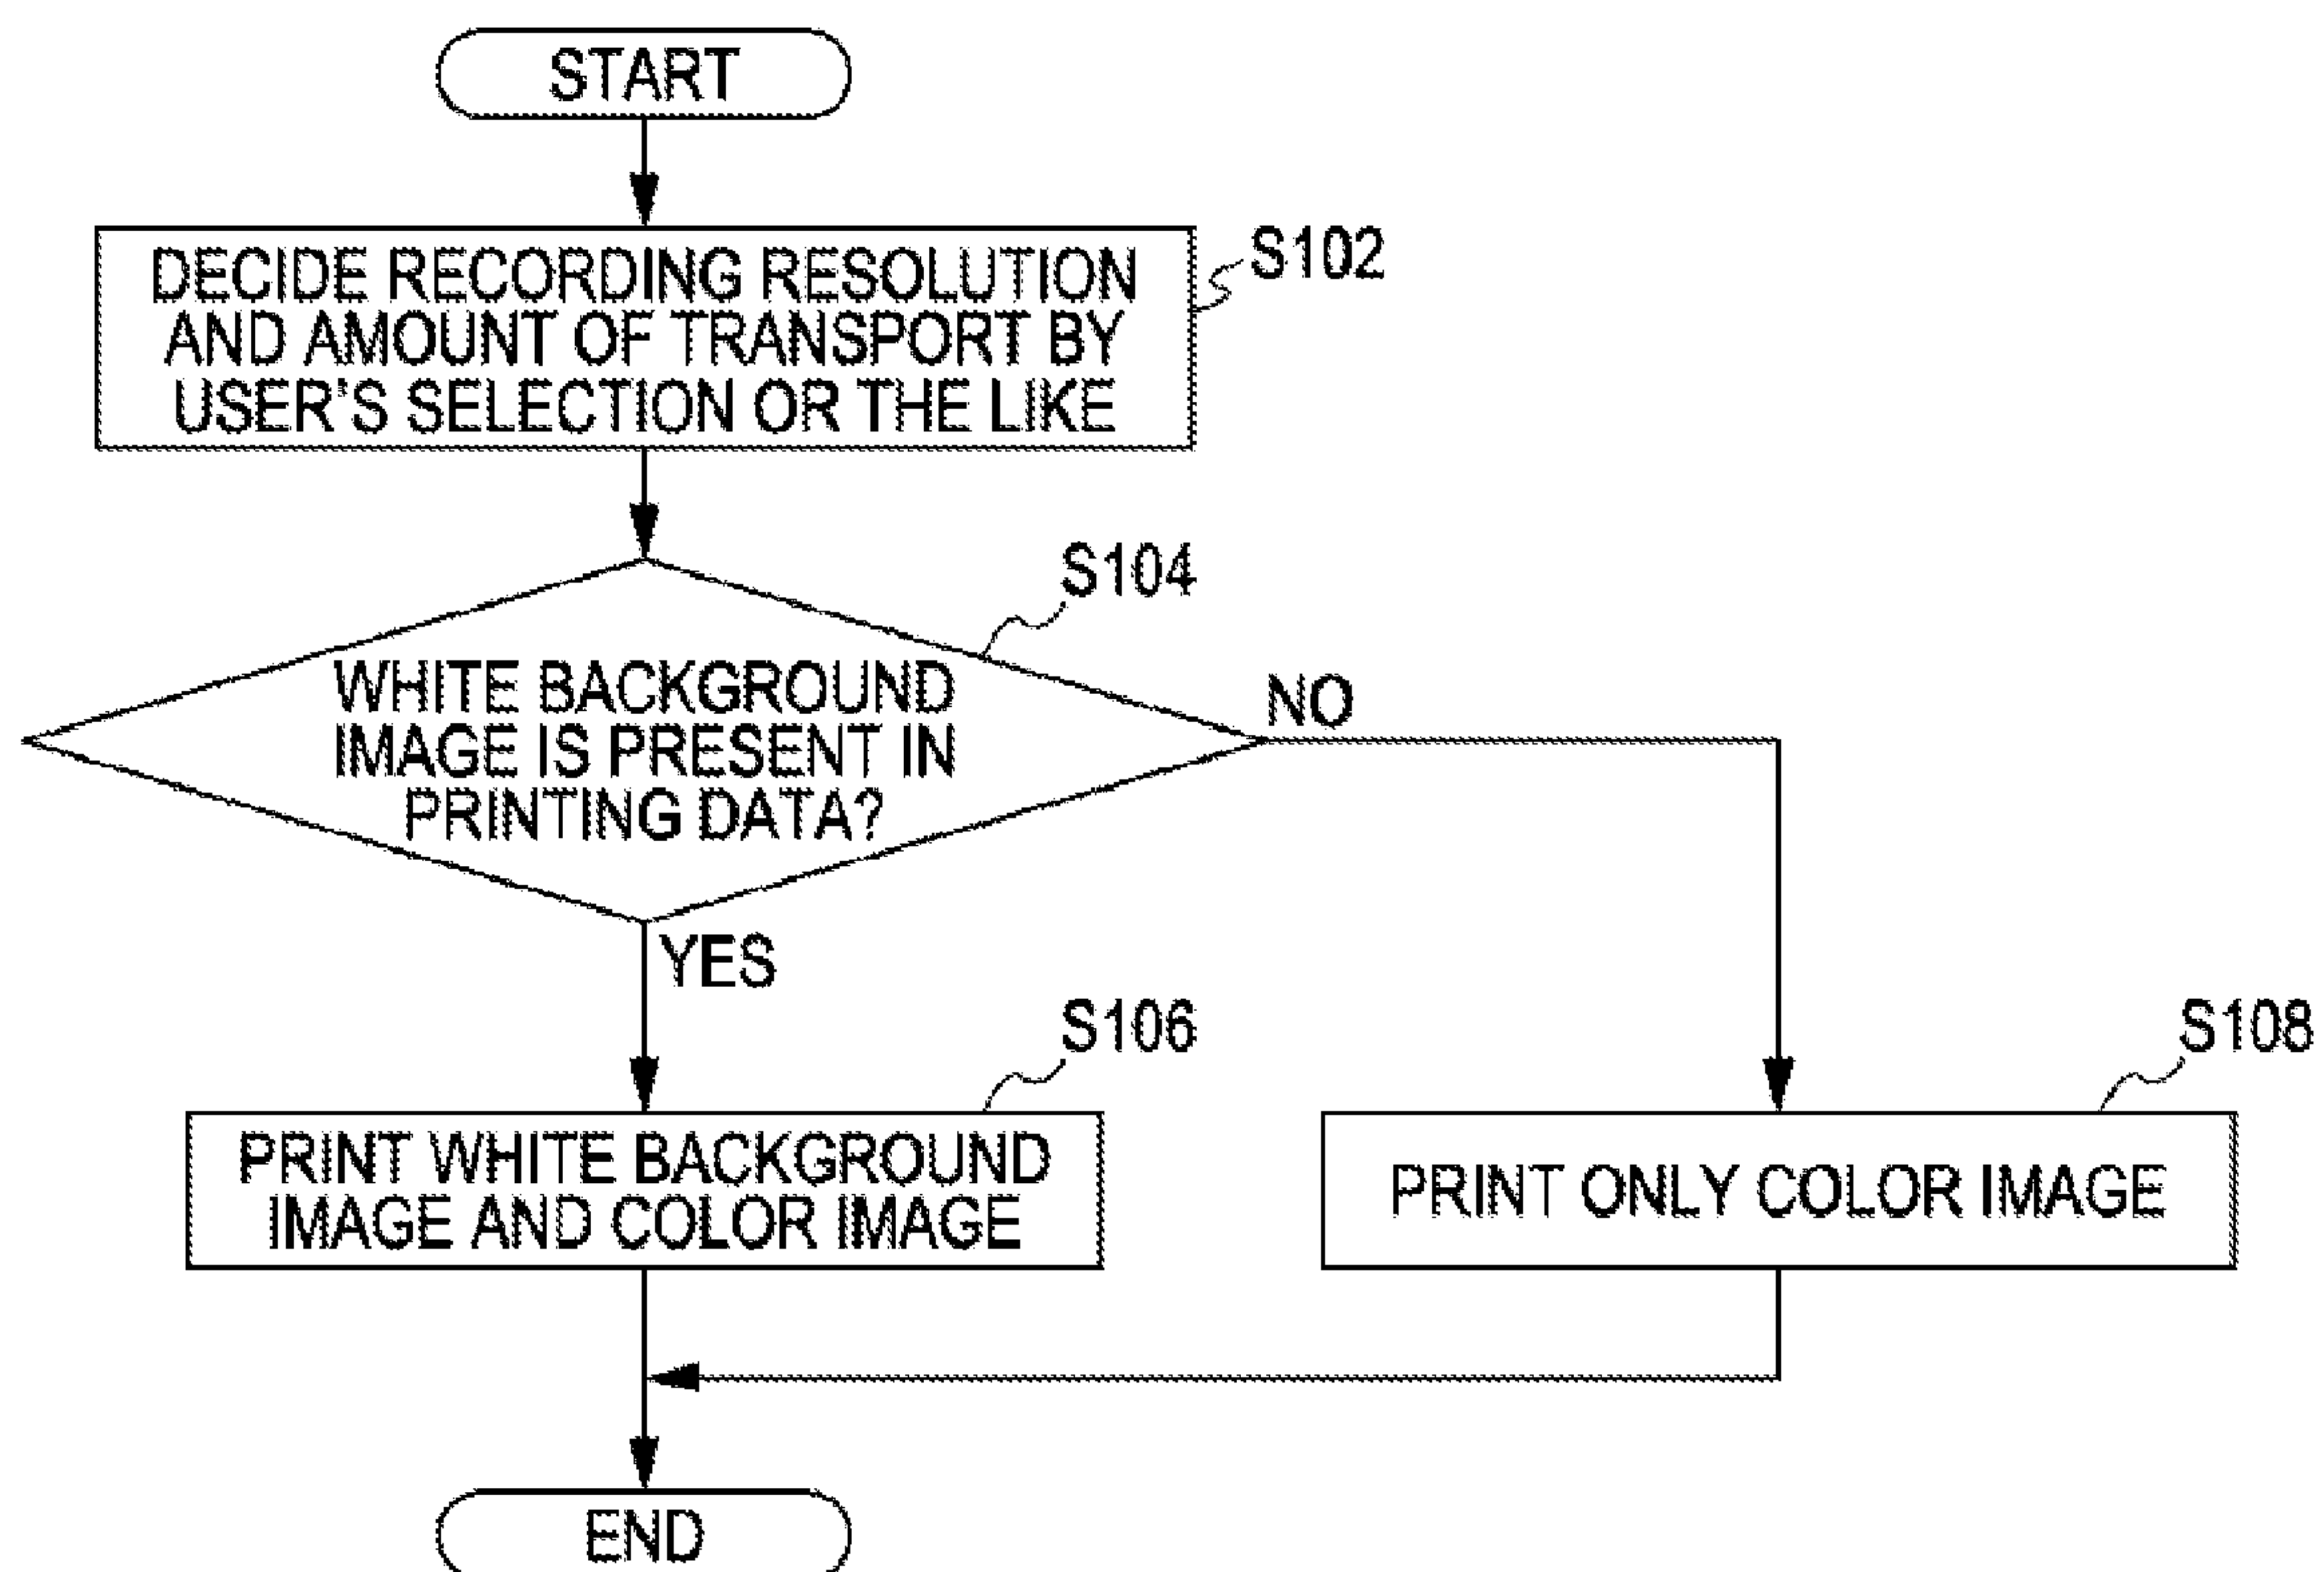 START
DECIDE RECORDING RESOLUTION
AND AMOUNT OF TRANSPORT BY
USER'S SELECTION OR THE LIKE
S102
S104
WHITE BACKGROUND
IMAGE IS PRESENT IN
PRINTING DATA?
NO
YES
S106
PRINT WHITE BACKGROUND
IMAGE AND COLOR IMAGE
S108
PRINT ONLY COLOR IMAGE
END